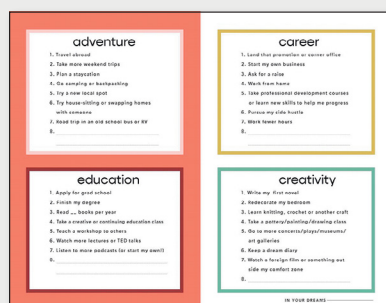 adventure
1. Travel abroad
2. Take more weekend trips
3. Plan a staycation
4. Go camping or backpacking
5. Try a new local spot
6. Try house-sitting or swapping homes
with someone
7. Road trip in an old school bus or RV
8.
career
1. Land that promotion or corner office
2. Start my own business
3. Ask for a raise
4. Work from home
5. Take professional development courses
or learn new skills to help me progress
6. Pursue my side hustle
7. Work fewer hours
8.
education
1. Apply for grad school
2. Finish my degree
3. Read __ books per year
4. Take a creative or continuing education class
5. Teach a workshop to others
6. Watch more lectures or TED talks
7. Listen to more podcasts (or start my own!)
8.
creativity
1. Write my first novel
2. Redecorate my bedroom
3. Learn knitting, crochet or another craft
4. Take a pottery/painting/drawing class
5. Go to more concerts/plays/museums/
art galleries
6. Keep a dream diary
7. Watch a foreign film or something out
side my comfort zone
8.
IN YOUR DREAMS